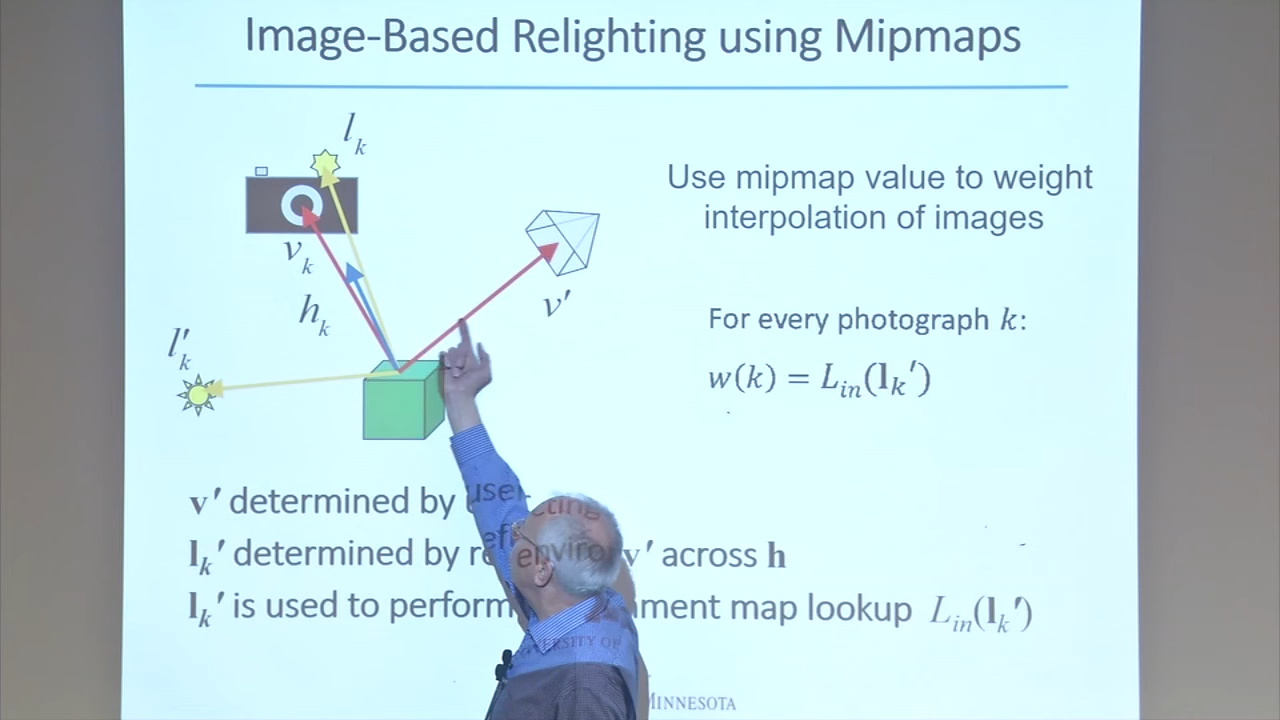 Image-Based Relighting using Mipmaps
l_k
Use mipmap value to weight
interpolation of images
v_k
v′
h_k
For every photograph k:
l′_k
w(k) = L_in(l_k′)
v′ determined by user
l_k′ determined by reflecting v′ across h
l_k′ is used to perform environment map lookup L_in(l_k′)
UNIVERSITY OF MINNESOTA